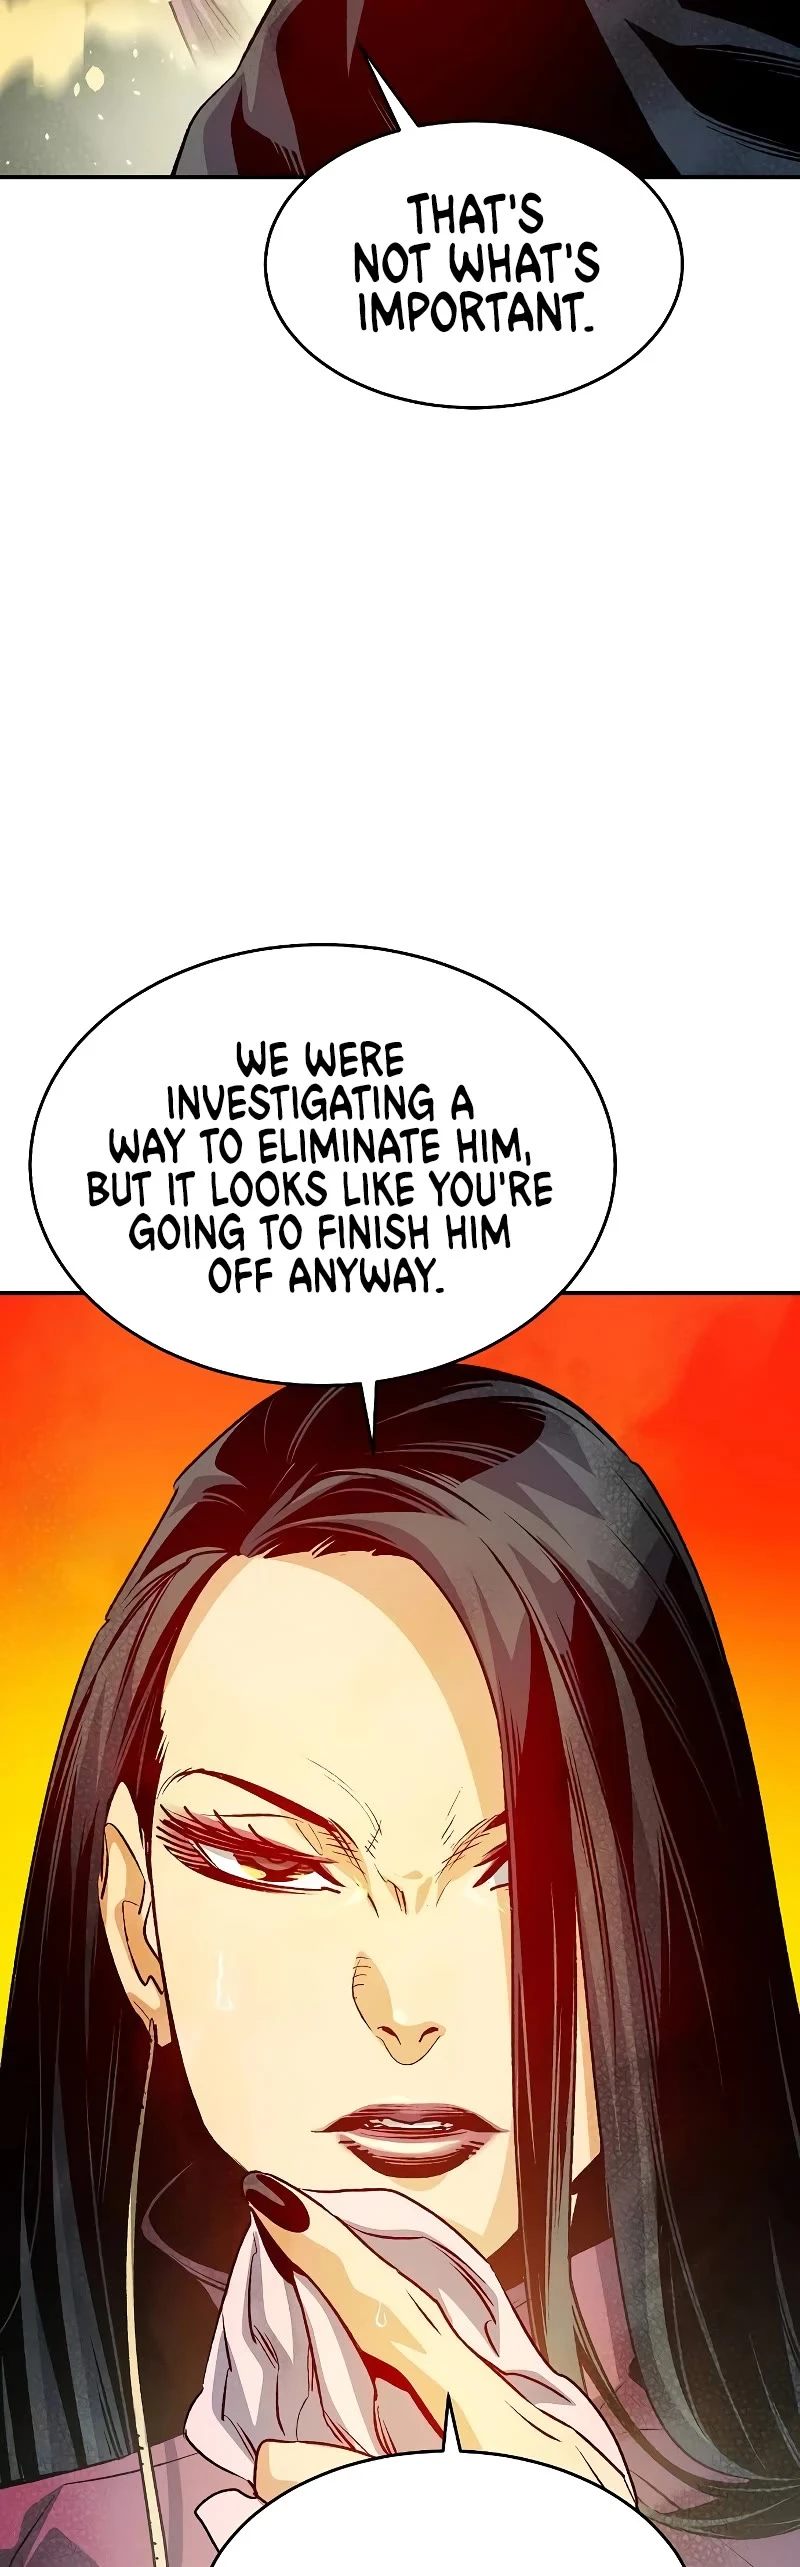 THAT'S
NOT WHAT'S
IMPORTANT.
WE WERE
INVESTIGATING A
WAY TO ELIMINATE HIM,
BUT IT LOOKS LIKE YOU'RE
GOING TO FINISH HIM
OFF ANYWAY.